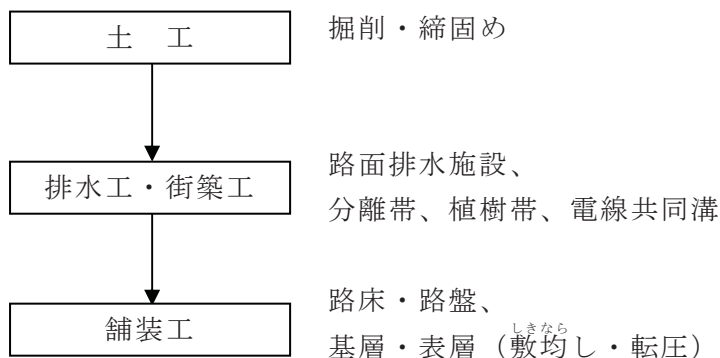 土　工
掘削・締固め
排水工・街築工
路面排水施設、
分離帯、植樹帯、電線共同溝
舗装工
路床・路盤、
しきなら
基層・表層（敷均し・転圧）